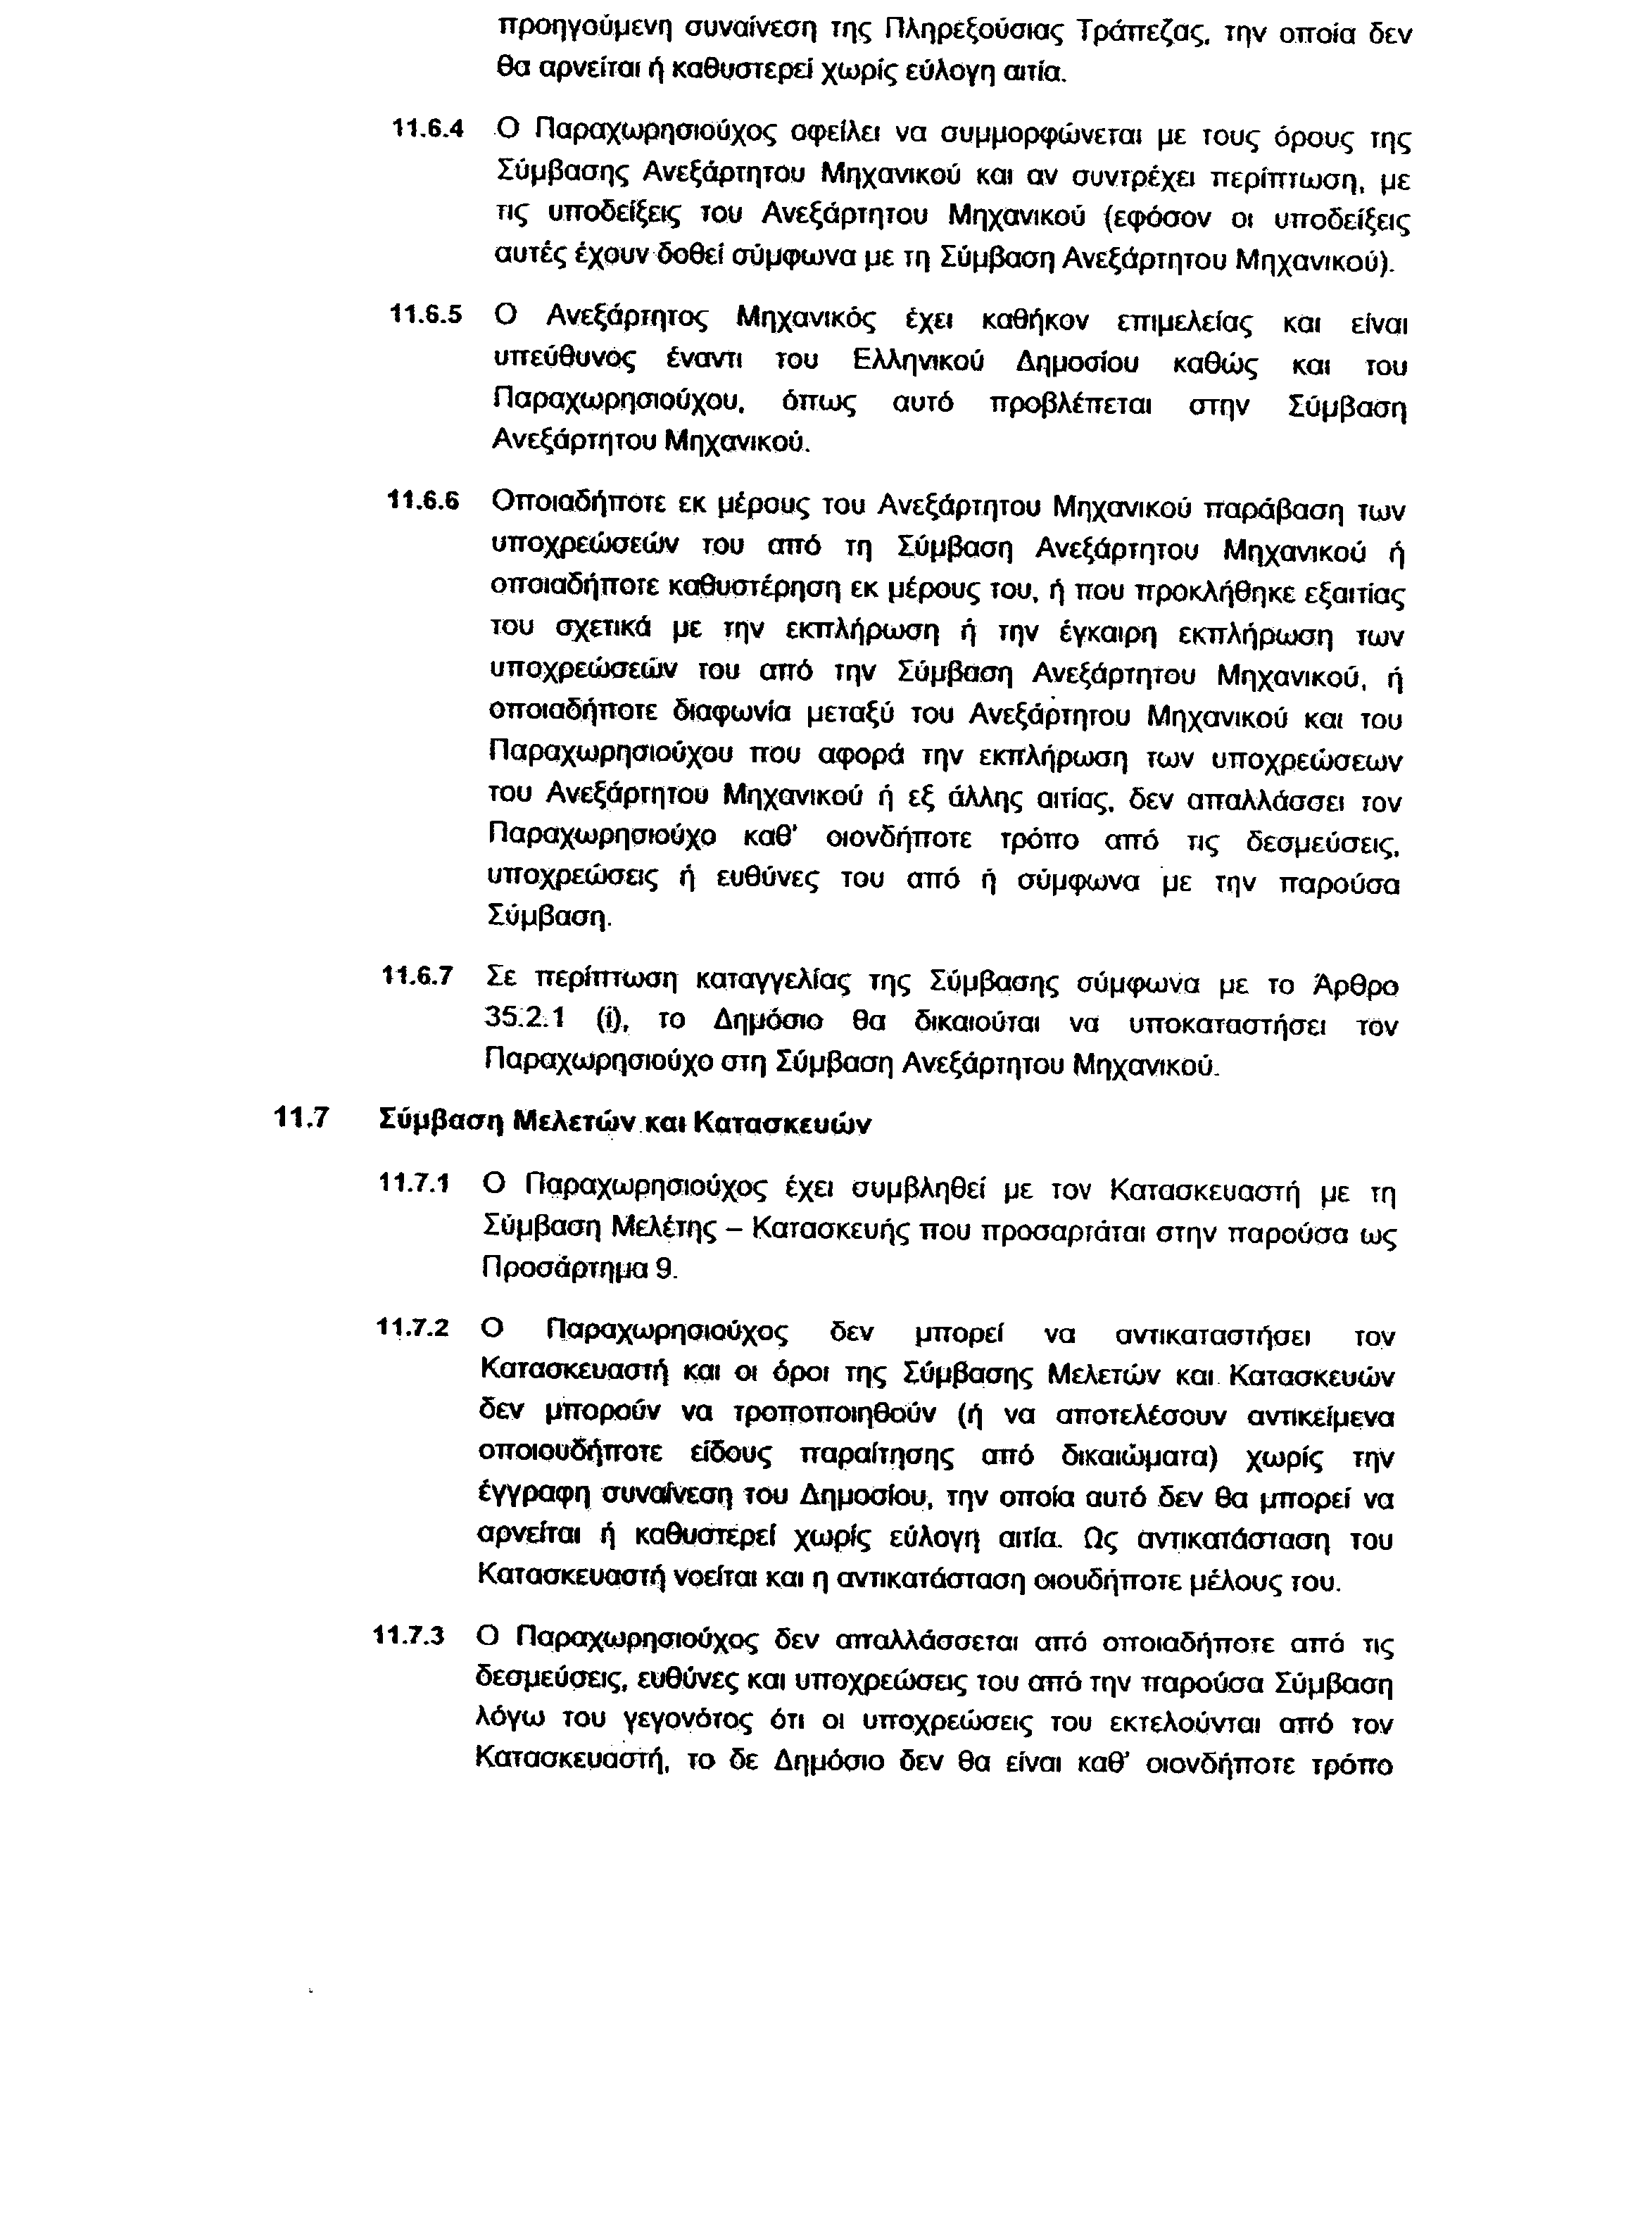 προηγούμενη συναίνεση της Πληρεξούσιας Τράπεζας, την οποία δεν
θα αρνείται ή καθυστερεί χωρίς εύλογη αιτία.
11.6.4 Ο Παραχωρησιούχος οφείλει να συμμορφώνεται με τους όρους της
Σύμβασης Ανεξάρτητου Μηχανικού και αν συντρέχει περίπτωση, με
τις υποδείξεις του Ανεξάρτητου Μηχανικού (εφόσον οι υποδείξεις
αυτές έχουν δοθεί σύμφωνα με τη Σύμβαση Ανεξάρτητου Μηχανικού).
11.6.5 Ο Ανεξάρτητος Μηχανικός έχει καθήκον επιμελείας και είναι
υπεύθυνος έναντι του Ελληνικού Δημοσίου καθώς και του
Παραχωρησιούχου, όπως αυτό προβλέπεται στην Σύμβαση
Ανεξάρτητου Μηχανικού.
11.6.6 Οποιαδήποτε εκ μέρους του Ανεξάρτητου Μηχανικού παράβαση των
υποχρεώσεών του από τη Σύμβαση Ανεξάρτητου Μηχανικού ή
οποιαδήποτε καθυστέρηση εκ μέρους του, ή που προκλήθηκε εξαιτίας
του σχετικά με την εκπλήρωση ή την έγκαιρη εκπλήρωση των
υποχρεώσεών του από την Σύμβαση Ανεξάρτητου Μηχανικού, ή
οποιαδήποτε διαφωνία μεταξύ του Ανεξάρτητου Μηχανικού και του
Παραχωρησιούχου που αφορά την εκπλήρωση των υποχρεώσεων
του Ανεξάρτητου Μηχανικού ή εξ άλλης αιτίας, δεν απαλλάσσει τον
Παραχωρησιούχο καθ' οιονδήποτε τρόπο από τις δεσμεύσεις,
υποχρεώσεις ή ευθύνες του από ή σύμφωνα με την παρούσα
Σύμβαση.
11.6.7 Σε περίπτωση καταγγελίας της Σύμβασης σύμφωνα με το Άρθρο
35.2.1 (i), το Δημόσιο θα δικαιούται να υποκαταστήσει τον
Παραχωρησιούχο στη Σύμβαση Ανεξάρτητου Μηχανικού.
11.7 Σύμβαση Μελετών και Κατασκευών
11.7.1 Ο Παραχωρησιούχος έχει συμβληθεί με τον Κατασκευαστή με τη
Σύμβαση Μελέτης – Κατασκευής που προσαρτάται στην παρούσα ως
Προσάρτημα 9.
11.7.2 Ο Παραχωρησιούχος δεν μπορεί να αντικαταστήσει τον
Κατασκευαστή και οι όροι της Σύμβασης Μελετών και Κατασκευών
δεν μπορούν να τροποποιηθούν (ή να αποτελέσουν αντικείμενα
οποιουδήποτε είδους παραίτησης από δικαιώματα) χωρίς την
έγγραφη συναίνεση του Δημοσίου, την οποία αυτό δεν θα μπορεί να
αρνείται ή καθυστερεί χωρίς εύλογη αιτία. Ως αντικατάσταση του
Κατασκευαστή νοείται και η αντικατάσταση οιουδήποτε μέλους του.
11.7.3 Ο Παραχωρησιούχος δεν απαλλάσσεται από οποιαδήποτε από τις
δεσμεύσεις, ευθύνες και υποχρεώσεις του από την παρούσα Σύμβαση
λόγω του γεγονότος ότι οι υποχρεώσεις του εκτελούνται από τον
Κατασκευαστή, το δε Δημόσιο δεν θα είναι καθ' οιονδήποτε τρόπο